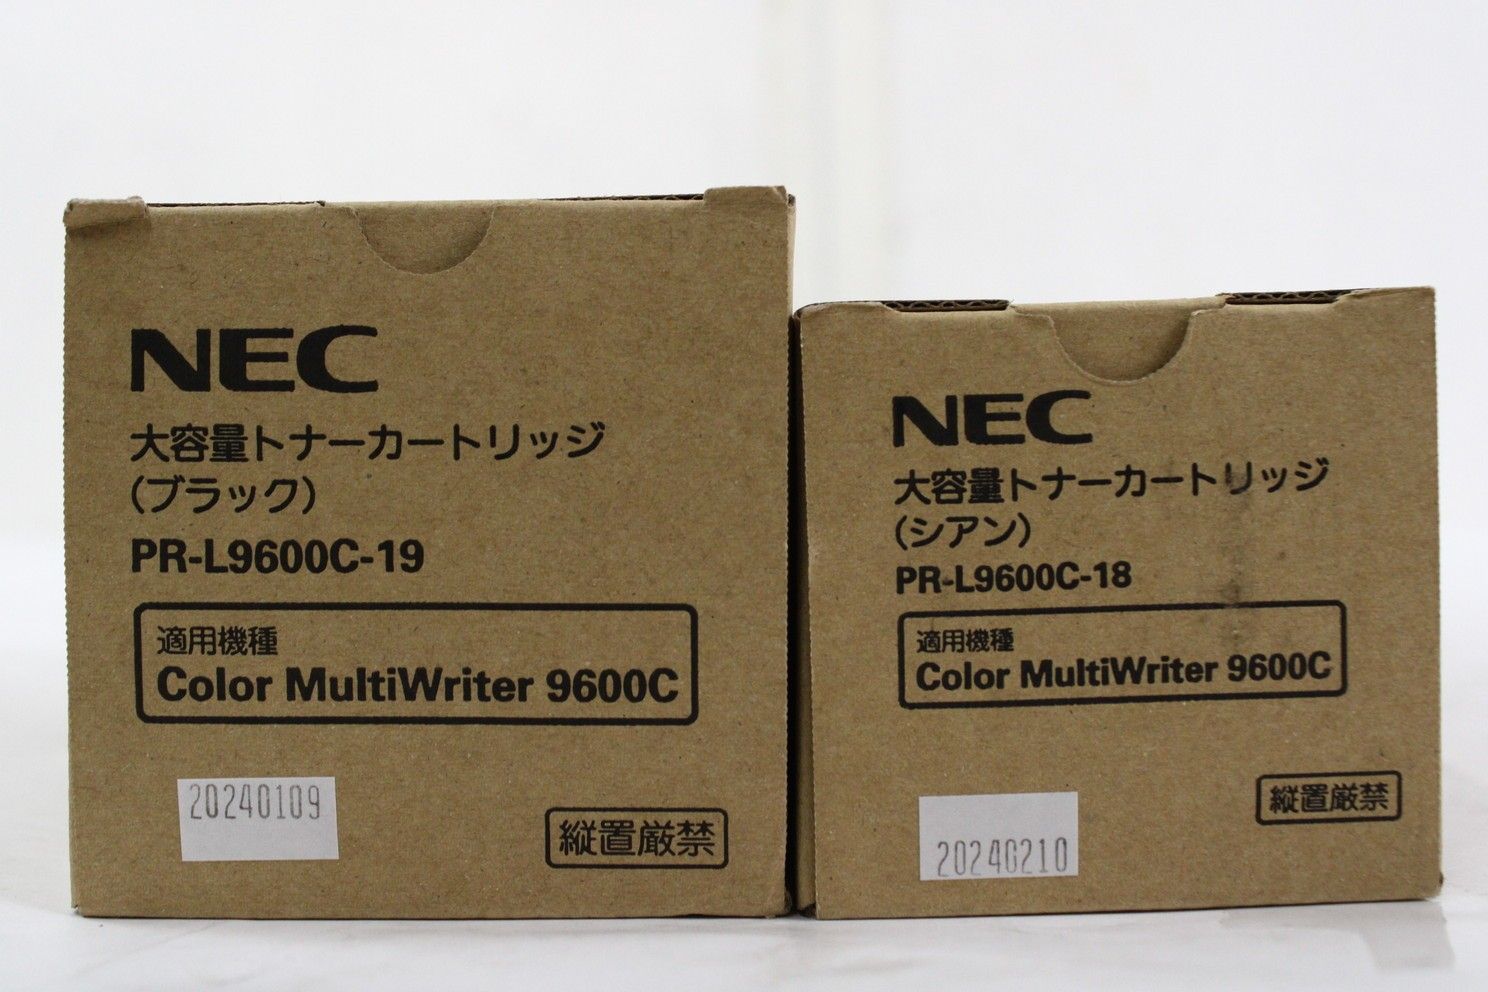 NEC
大容量トナーカートリッジ
(ブラック)
PR-L9600C-19
適用機種
Color MultiWriter 9600C
20240109
縦置厳禁
NEC
大容量トナーカートリッジ
(シアン)
PR-L9600C-18
適用機種
Color MultiWriter 9600C
縦置厳禁
20240210